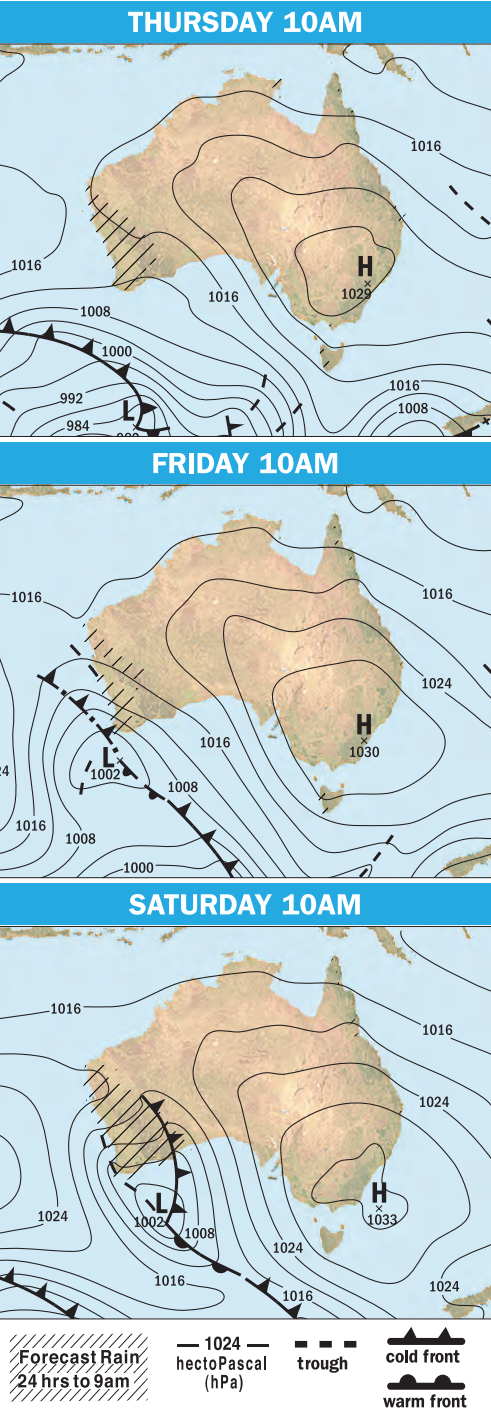 THURSDAY 10AM
1016
1016
H
1029
1016
1008
1000
1016
992
L
1008
984
FRIDAY 10AM
1016
1016
1024
H
1016
1030
L
1002
24
1008
1016
1008
1000
SATURDAY 10AM
1016
1016
1024
H
L
1002
1033
1024
1008
1024
1016
1024
1016
Forecast Rain
24 hrs to 9am
1024
hectoPascal
(hPa)
trough
cold front
warm front